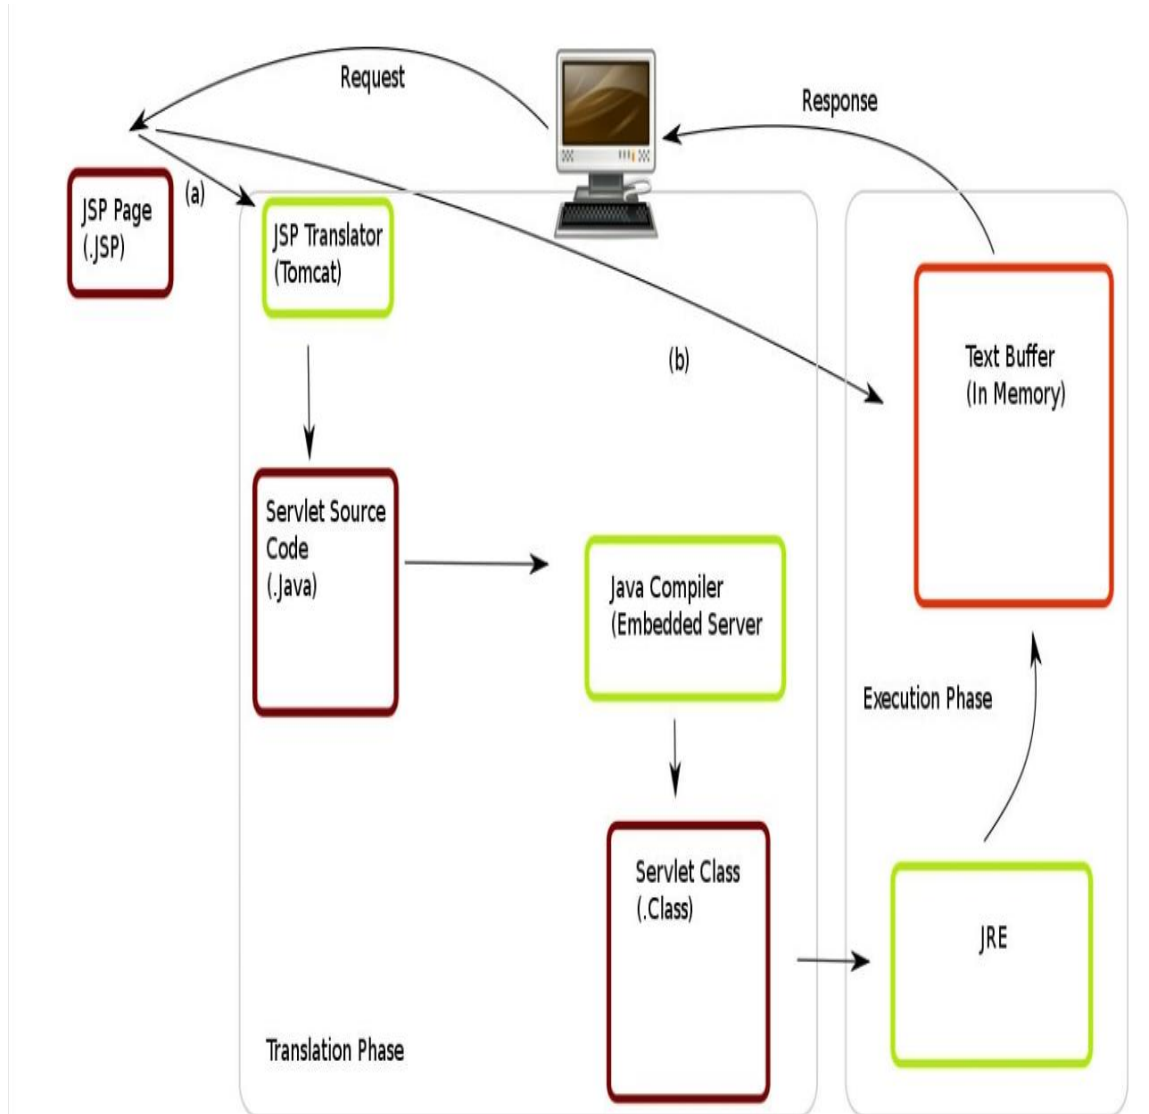 Request
Response
(a)
JSP Page
(.JSP)
JSP Translator
(Tomcat)
(b)
Text Buffer
(In Memory)
Servlet Source
Code
(.Java)
Java Compiler
(Embedded Server
Execution Phase
Servlet Class
(.Class)
JRE
Translation Phase